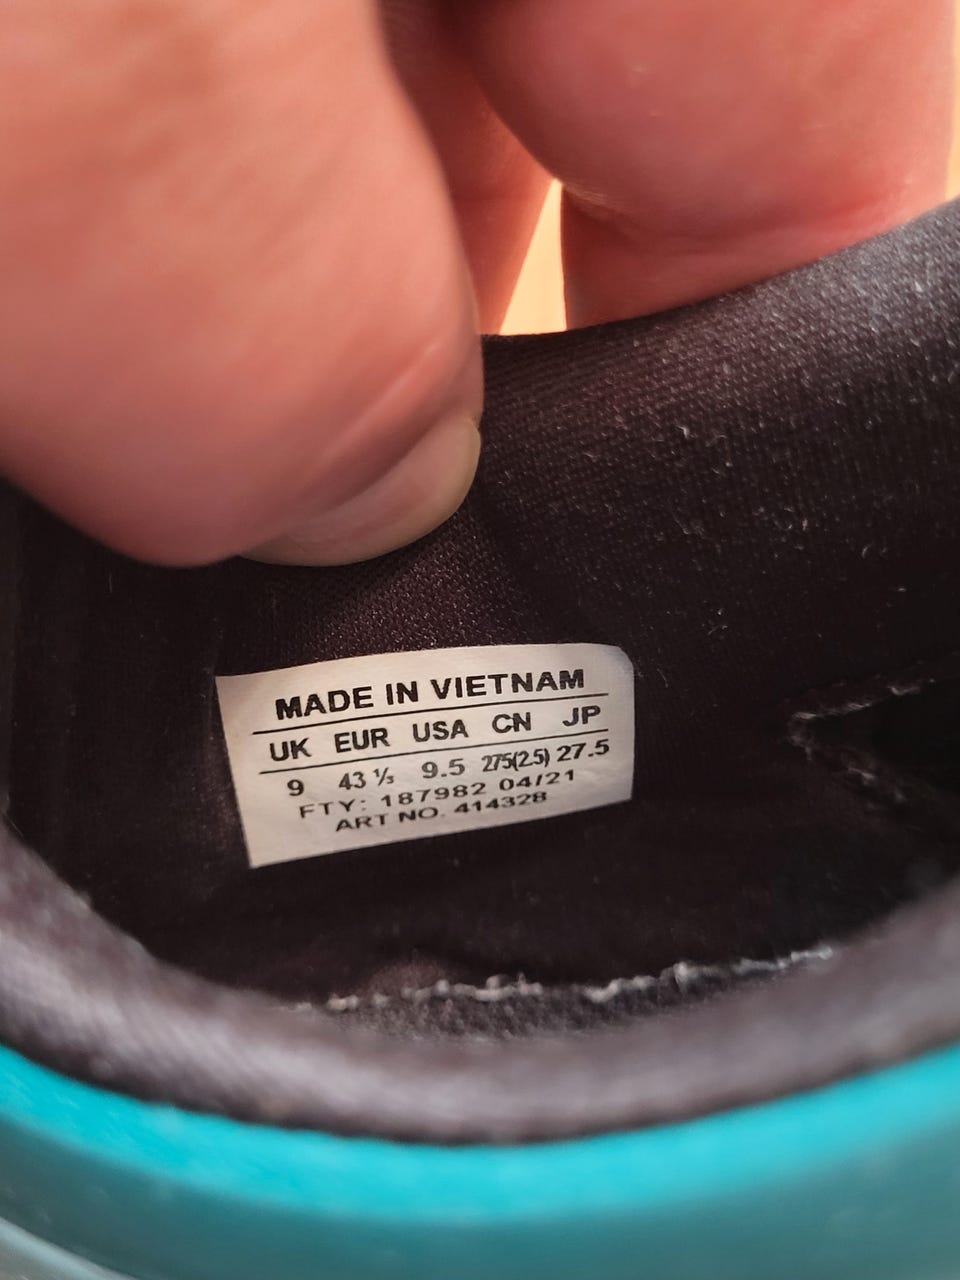 MADE IN VIETNAM
UK EUR USA CN JP
9 43 ⅓ 9.5 275(2.5) 27.5
FTY: 187982 04/21
ART NO. 414328